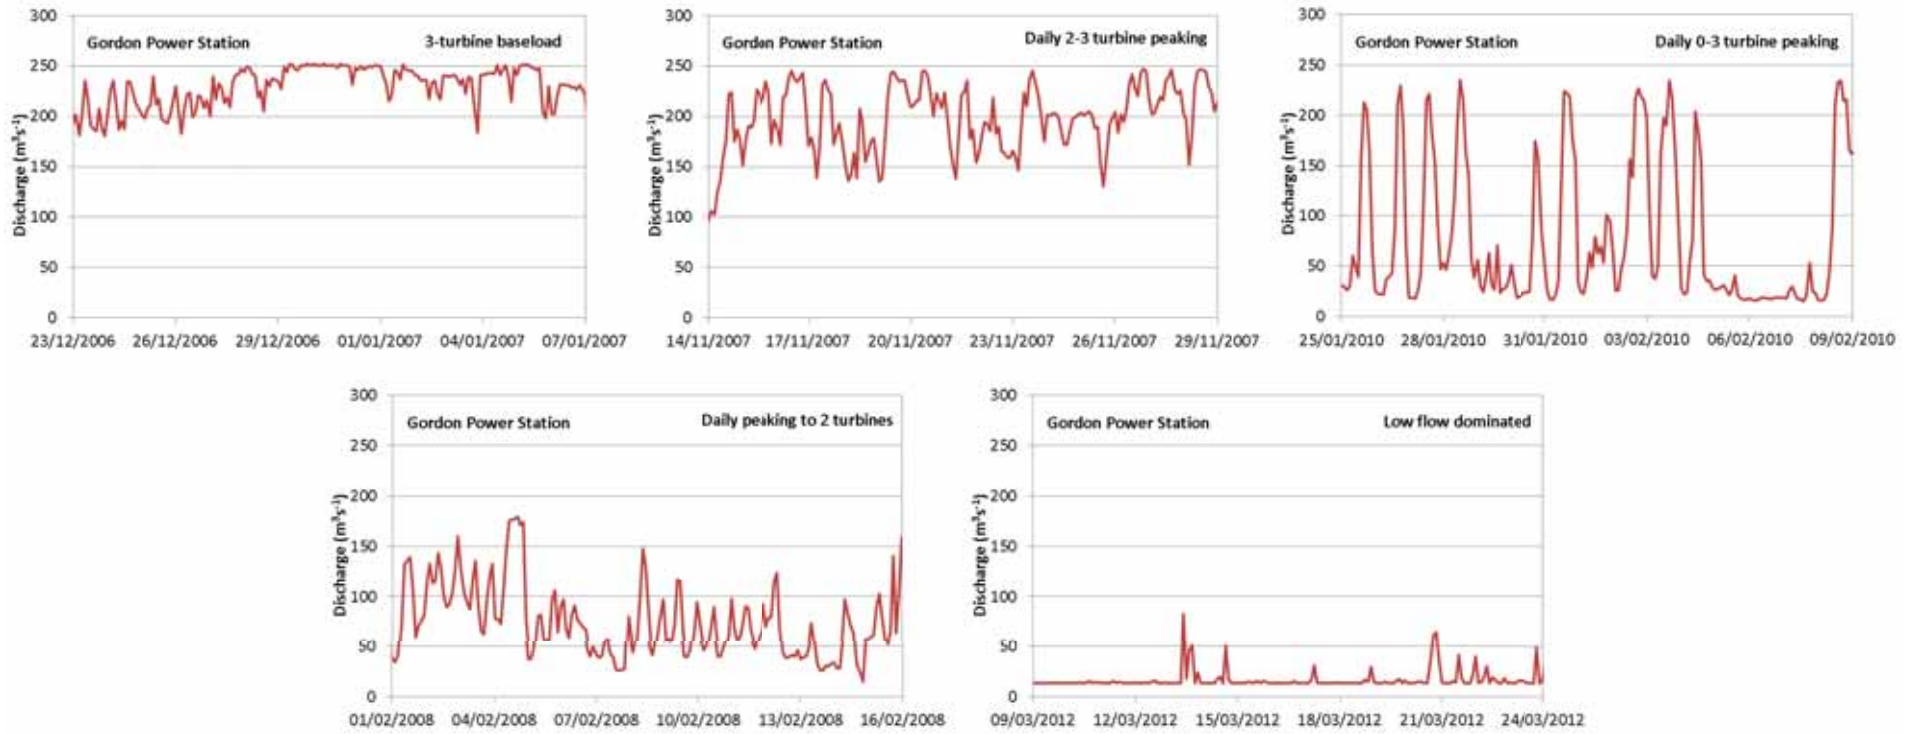 300
Gordon Power Station 3-turbine baseload
250
200
150
100
50
0
Discharge (m³s⁻¹)
23/12/2006 26/12/2006 29/12/2006 01/01/2007 04/01/2007 07/01/2007
300
Gordon Power Station Daily 2-3 turbine peaking
250
200
150
100
50
0
Discharge (m³s⁻¹)
14/11/2007 17/11/2007 20/11/2007 23/11/2007 26/11/2007 29/11/2007
300
Gordon Power Station Daily 0-3 turbine peaking
250
200
150
100
50
0
Discharge (m³s⁻¹)
25/01/2010 28/01/2010 31/01/2010 03/02/2010 06/02/2010 09/02/2010
300
Gordon Power Station Daily peaking to 2 turbines
250
200
150
100
50
0
Discharge (m³s⁻¹)
01/02/2008 04/02/2008 07/02/2008 10/02/2008 13/02/2008 16/02/2008
300
Gordon Power Station Low flow dominated
250
200
150
100
50
0
Discharge (m³s⁻¹)
09/03/2012 12/03/2012 15/03/2012 18/03/2012 21/03/2012 24/03/2012